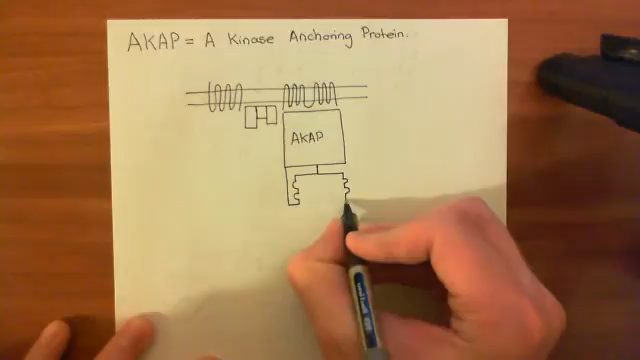 AKAP = A Kinase Anchoring Protein.
AKAP